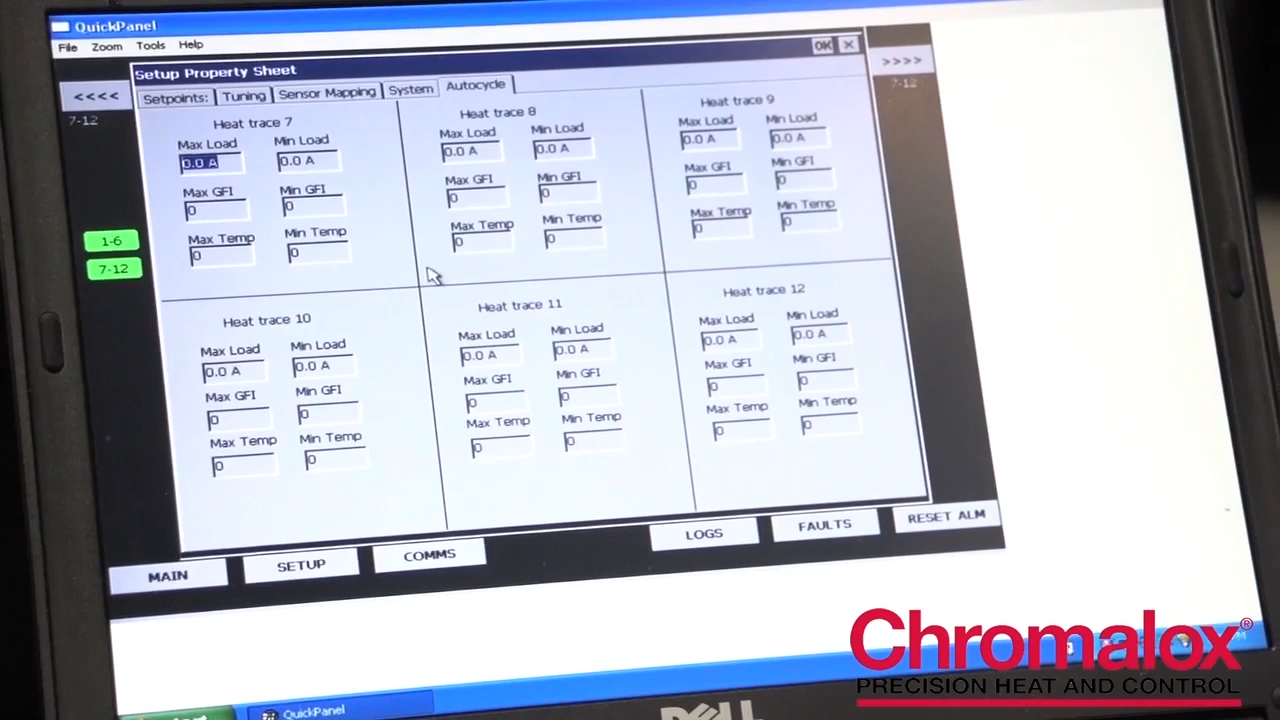 QuickPanel
File Zoom Tools Help
Setup Property Sheet
OK ×
<<<<
>>>>
7-12
7-12
Setpoints: Tuning Sensor Mapping System Autocycle
Heat trace 7
Max Load Min Load
0.0 A 0.0 A
Max GFI Min GFI
0 0
Max Temp Min Temp
0 0
Heat trace 8
Max Load Min Load
0.0 A 0.0 A
Max GFI Min GFI
0 0
Max Temp Min Temp
0 0
Heat trace 9
Max Load Min Load
0.0 A 0.0 A
Max GFI Min GFI
0 0
Max Temp Min Temp
0 0
1-6
7-12
Heat trace 10
Max Load Min Load
0.0 A 0.0 A
Max GFI Min GFI
0 0
Max Temp Min Temp
0 0
Heat trace 11
Max Load Min Load
0.0 A 0.0 A
Max GFI Min GFI
0 0
Max Temp Min Temp
0 0
Heat trace 12
Max Load Min Load
0.0 A 0.0 A
Max GFI Min GFI
0 0
Max Temp Min Temp
0 0
MAIN SETUP COMMS LOGS FAULTS RESET ALM
Chromalox®
PRECISION HEAT AND CONTROL
QuickPanel
DELL